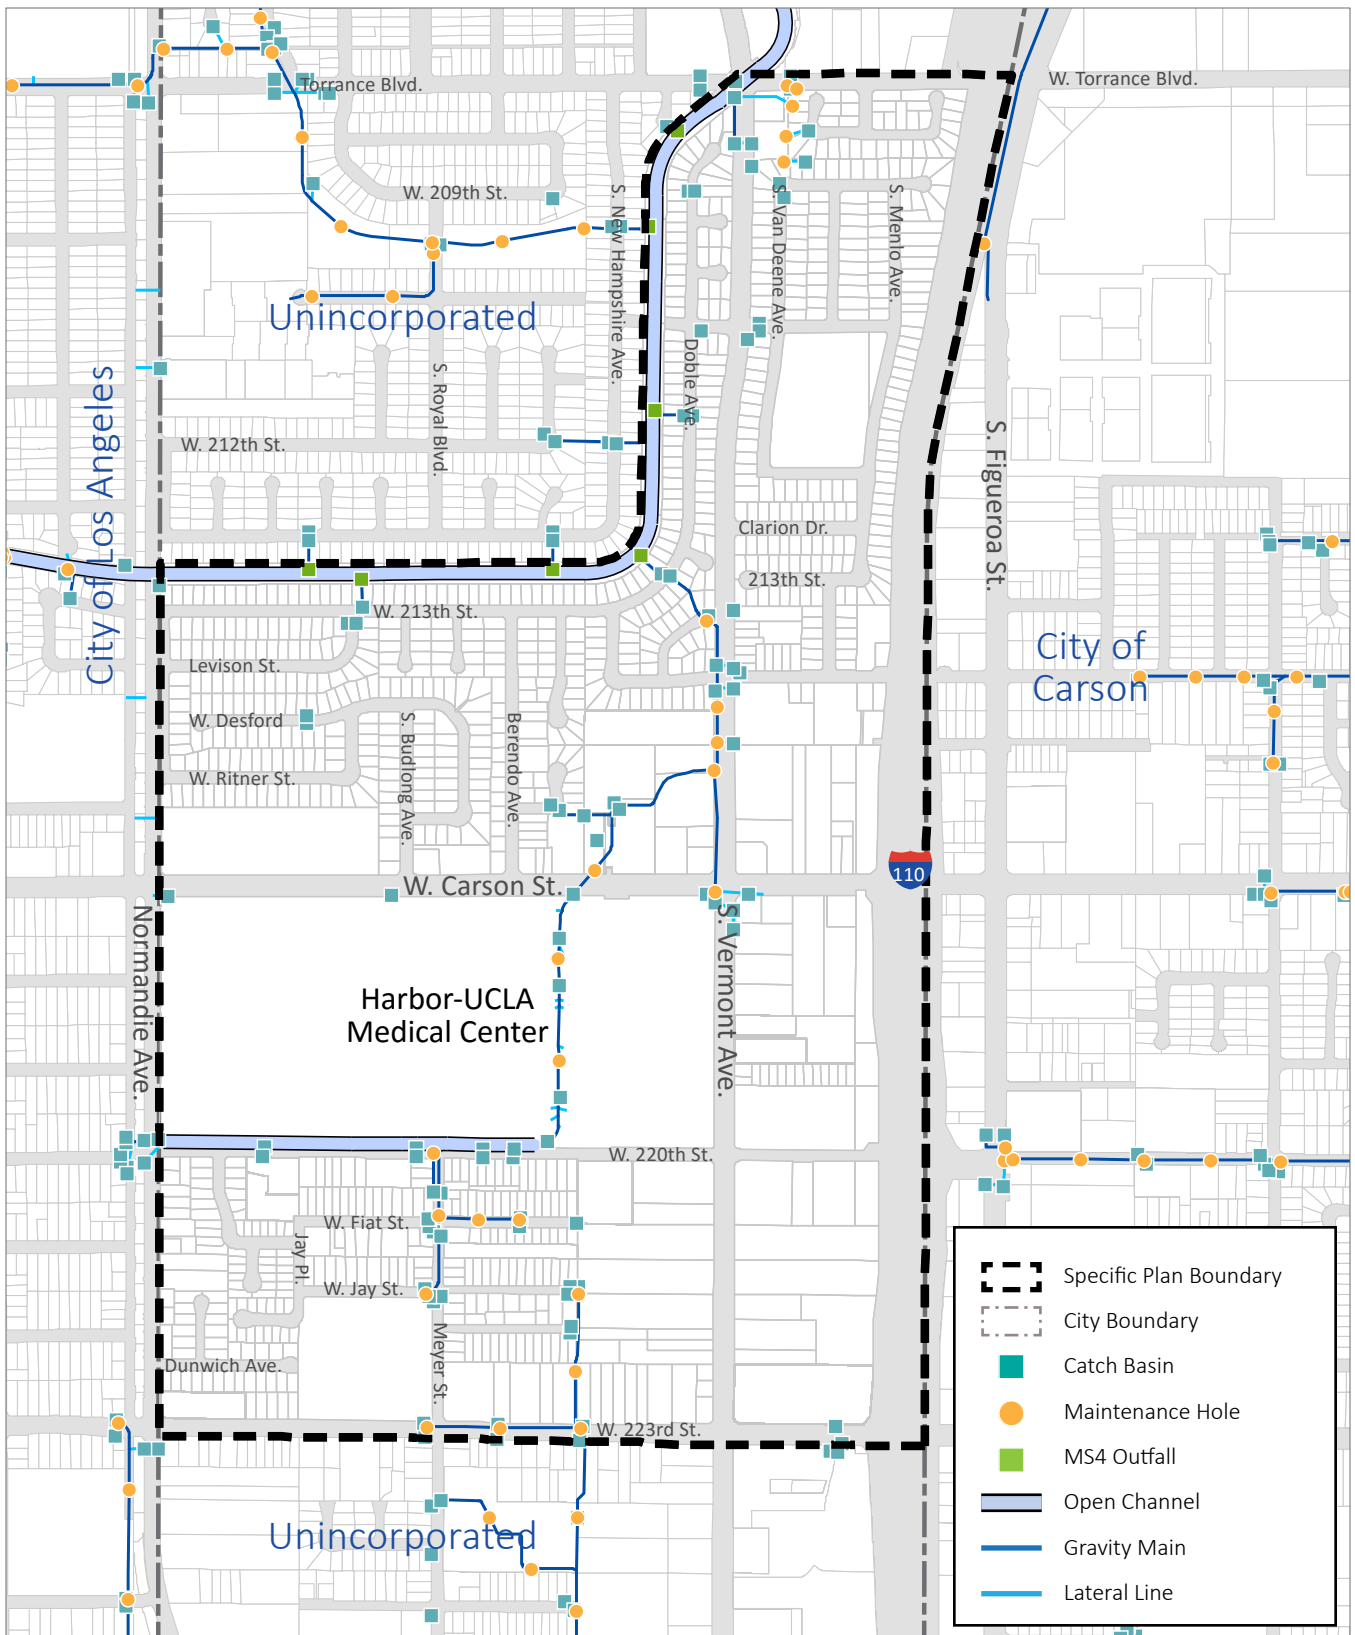 Torrance Blvd.
W. Torrance Blvd.
W. 209th St.
S. New Hampshire Ave.
S. Van Deene Ave.
S. Menlo Ave.
Unincorporated
Doble Ave.
S. Royal Blvd.
City of Los Angeles
W. 212th St.
S. Figueroa St.
Clarion Dr.
213th St.
W. 213th St.
Levison St.
City of
Carson
W. Desford
S. Budlong Ave.
Berendo Ave.
W. Ritner St.
110
W. Carson St.
Normandie Ave.
S. Vermont Ave.
Harbor-UCLA
Medical Center
W. 220th St.
W. Fiat St.
Jay Pl.
W. Jay St.
Meyer St.
Dunwich Ave.
W. 223rd St.
Unincorporated
Specific Plan Boundary
City Boundary
Catch Basin
Maintenance Hole
MS4 Outfall
Open Channel
Gravity Main
Lateral Line